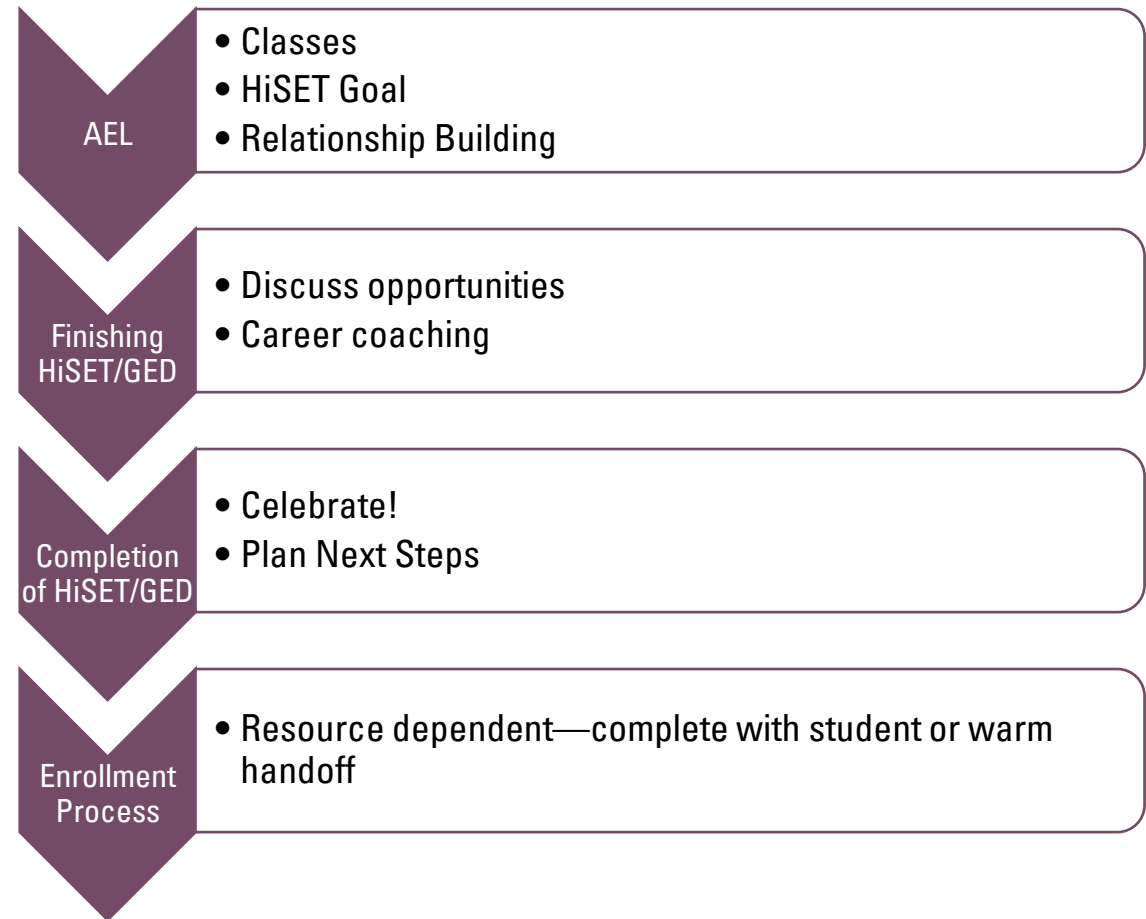 AEL
• Classes
• HiSET Goal
• Relationship Building
Finishing
HiSET/GED
• Discuss opportunities
• Career coaching
Completion
of HiSET/GED
• Celebrate!
• Plan Next Steps
Enrollment
Process
• Resource dependent—complete with student or warm
handoff